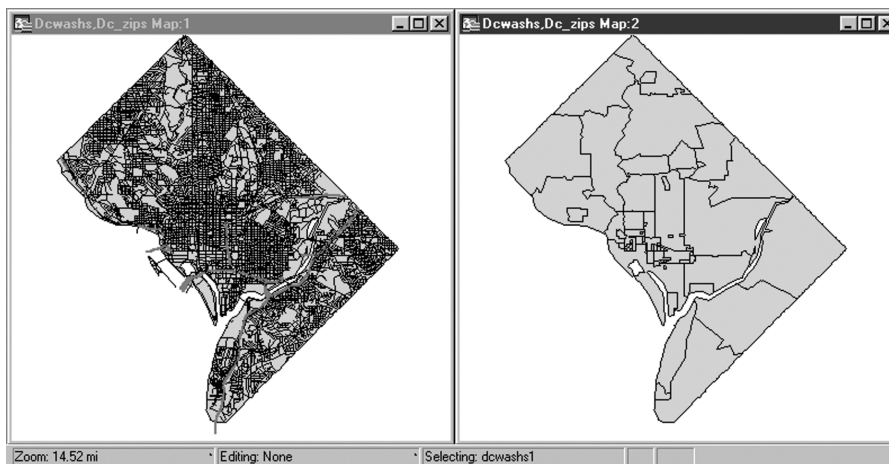 Dcwashs,Dc_zips Map:1
Dcwashs,Dc_zips Map:2
Zoom: 14.52 mi
Editing: None
Selecting: dcwashs1